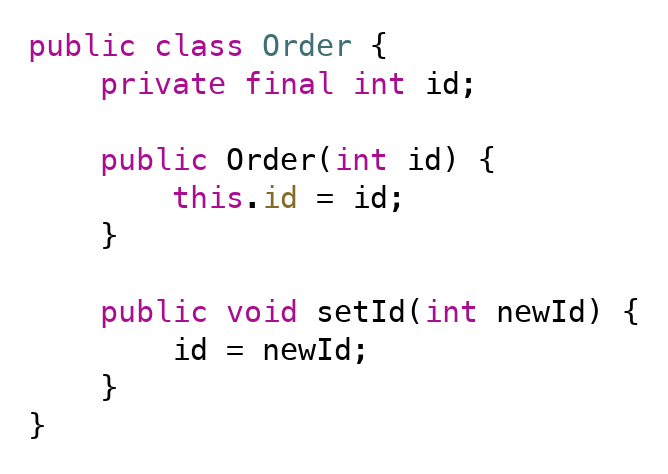 public class Order {
    private final int id;

    public Order(int id) {
        this.id = id;
    }

    public void setId(int newId) {
        id = newId;
    }
}